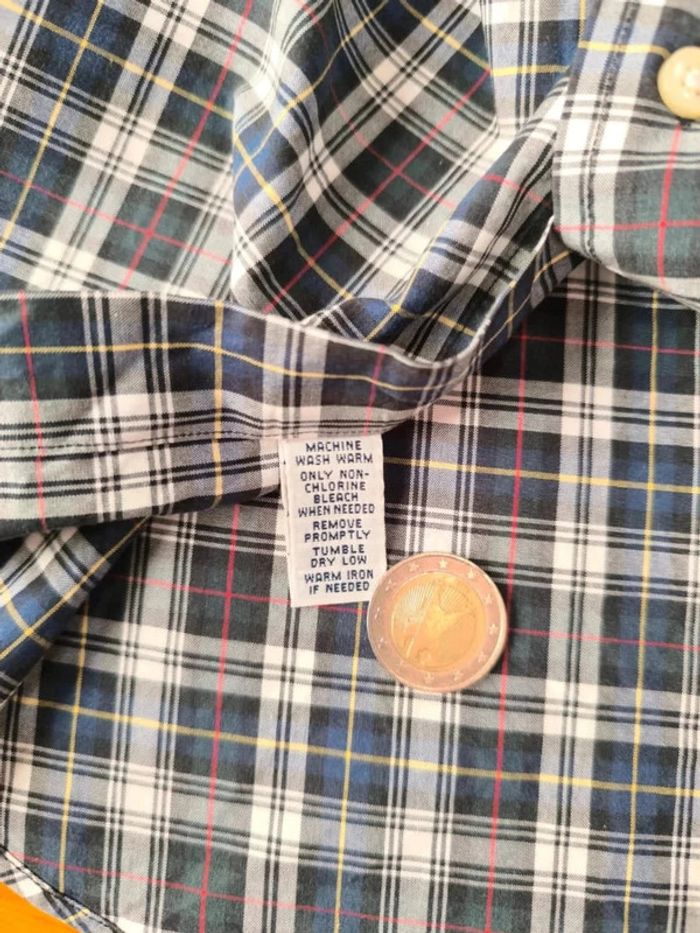 MACHINE
WASH WARM
ONLY NON-
CHLORINE
BLEACH
WHEN NEEDED
REMOVE
PROMPTLY
TUMBLE
DRY LOW
WARM IRON
IF NEEDED